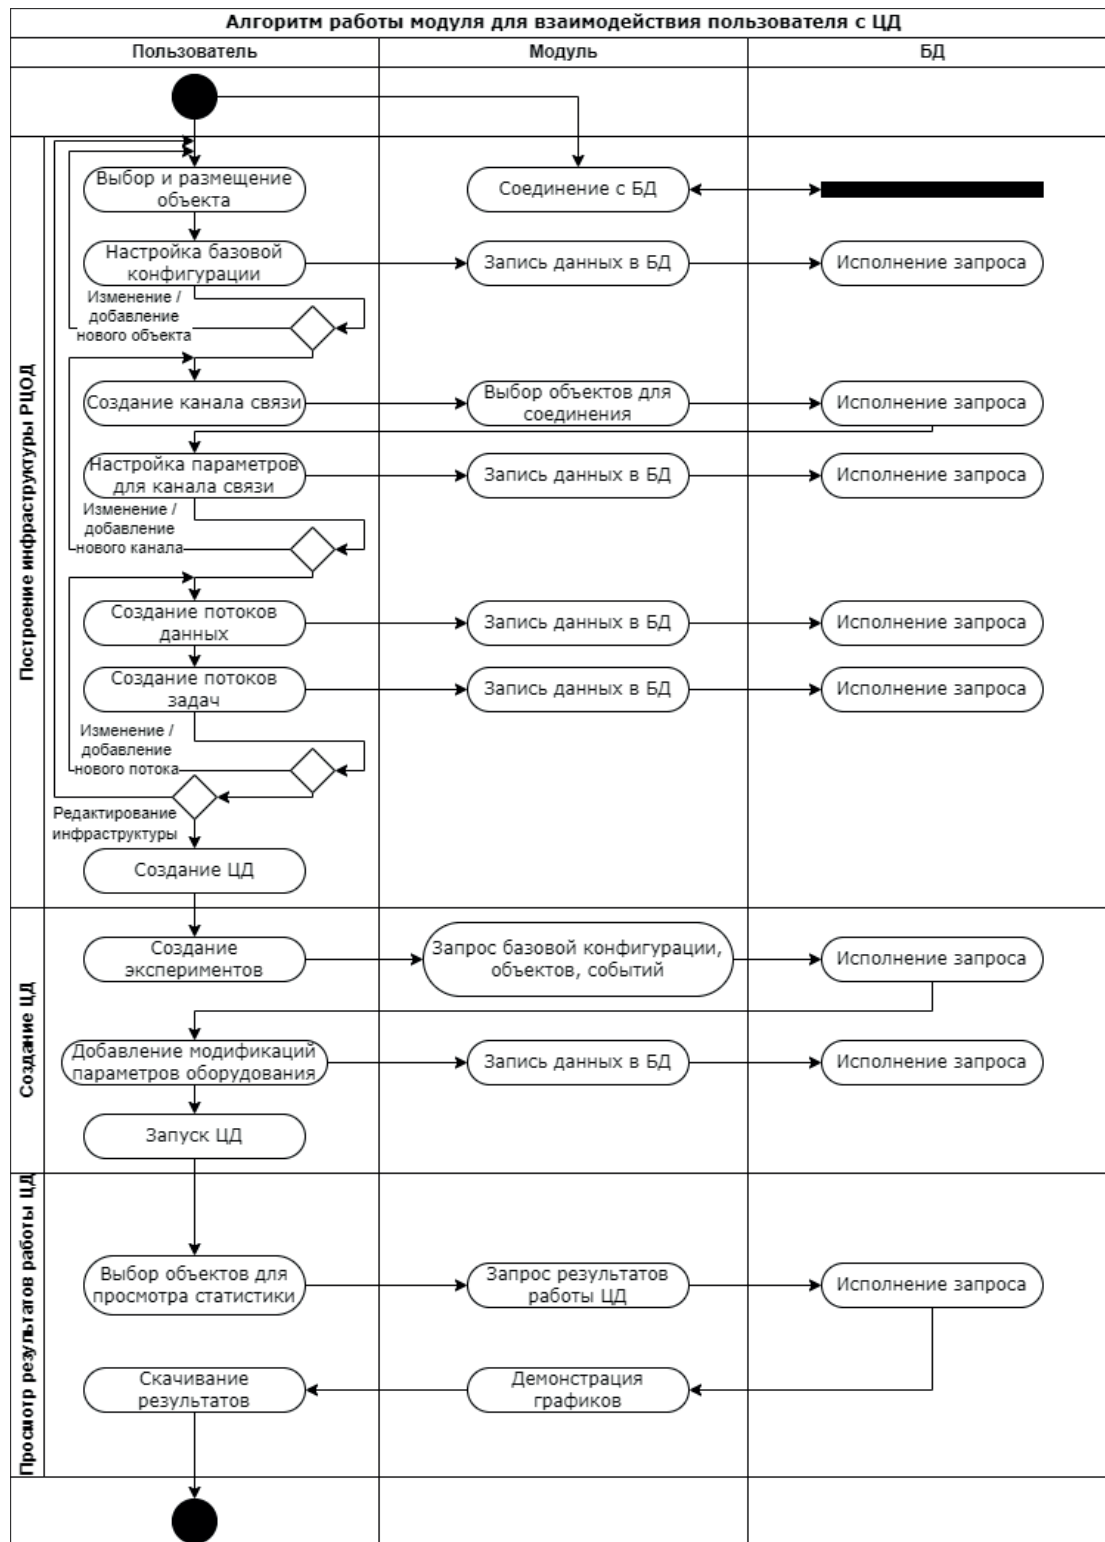 Алгоритм работы модуля для взаимодействия пользователя с ЦД
Пользователь
Модуль
БД
Построение инфраструктуры РЦОД
Выбор и размещение
объекта
Соединение с БД
Настройка базовой
конфигурации
Запись данных в БД
Исполнение запроса
Изменение /
добавление
нового объекта
Создание канала связи
Выбор объектов для
соединения
Исполнение запроса
Настройка параметров
для канала связи
Запись данных в БД
Исполнение запроса
Изменение /
добавление
нового канала
Создание потоков
данных
Запись данных в БД
Исполнение запроса
Создание потоков
задач
Запись данных в БД
Исполнение запроса
Изменение /
добавление
нового потока
Редактирование
инфраструктуры
Создание ЦД
Создание ЦД
Создание
экспериментов
Запрос базовой конфигурации,
объектов, событий
Исполнение запроса
Добавление модификаций
параметров оборудования
Запись данных в БД
Исполнение запроса
Запуск ЦД
Просмотр результатов работы ЦД
Выбор объектов для
просмотра статистики
Запрос результатов
работы ЦД
Исполнение запроса
Скачивание
результатов
Демонстрация
графиков